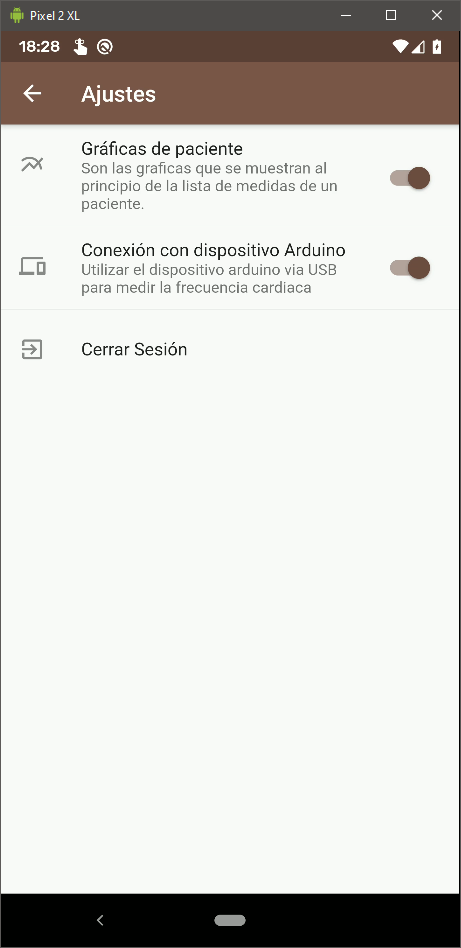 Pixel 2 XL
18:28
Ajustes
Gráficas de paciente
Son las graficas que se muestran al
principio de la lista de medidas de un
paciente.
Conexión con dispositivo Arduino
Utilizar el dispositivo arduino via USB
para medir la frecuencia cardiaca
Cerrar Sesión